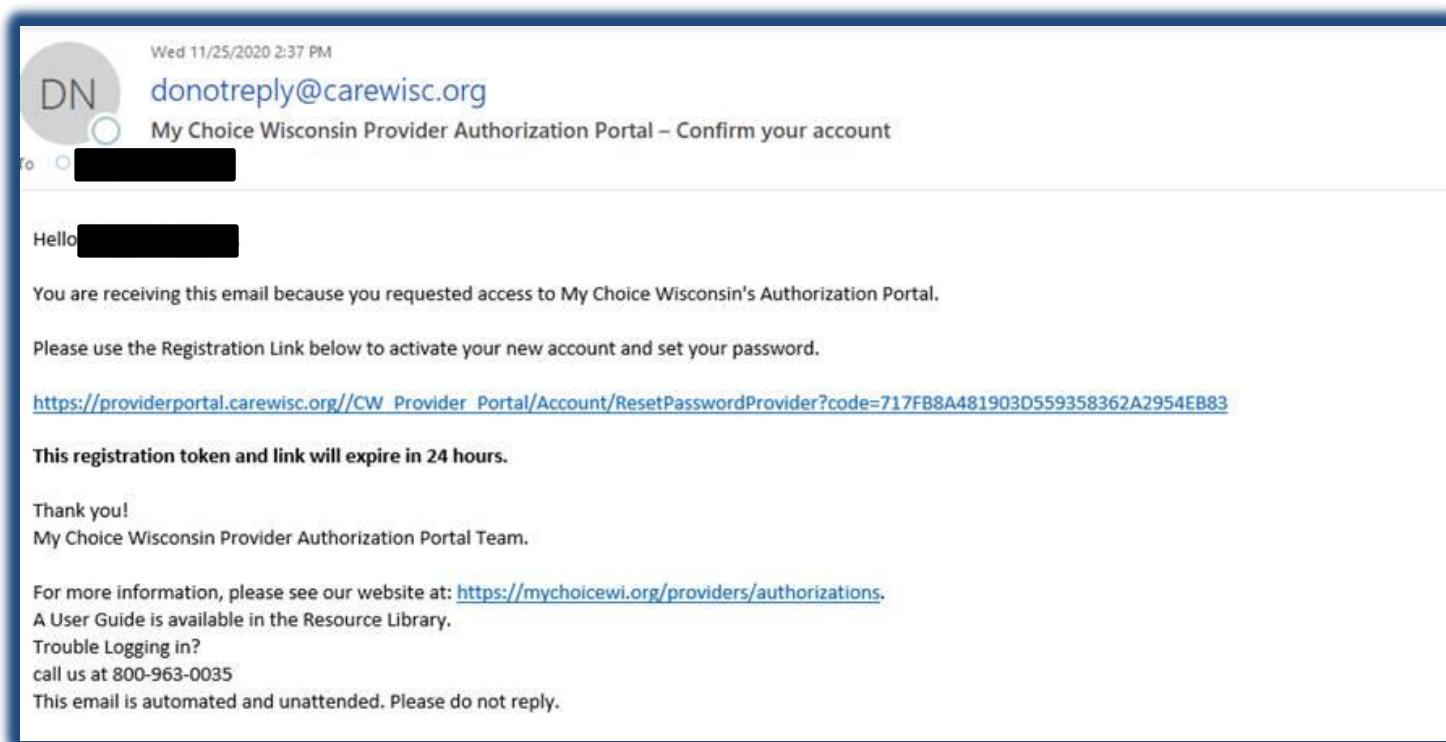 Wed 11/25/2020 2:37 PM
DN
donotreply@carewisc.org
My Choice Wisconsin Provider Authorization Portal – Confirm your account
To
Hello
You are receiving this email because you requested access to My Choice Wisconsin's Authorization Portal.
Please use the Registration Link below to activate your new account and set your password.
https://providerportal.carewisc.org//CW_Provider_Portal/Account/ResetPasswordProvider?code=717FB8A481903D559358362A2954EB83
This registration token and link will expire in 24 hours.
Thank you!
My Choice Wisconsin Provider Authorization Portal Team.
For more information, please see our website at: https://mychoicewi.org/providers/authorizations.
A User Guide is available in the Resource Library.
Trouble Logging in?
call us at 800-963-0035
This email is automated and unattended. Please do not reply.